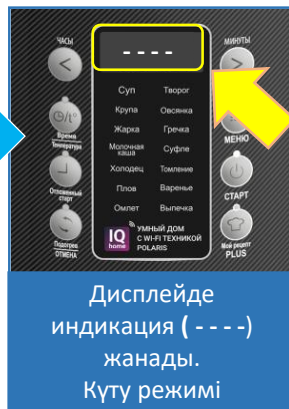 ЧАСЫ
МИНУТЫ
- - - -
Суп Творог
Крупа Овсянка
Жарка Гречка
Молочная каша Суфле
Холодец Томление
Плов Варенье
Омлет Выпечка
Время
Температура
Отложенный
старт
Подогрев
ОТМЕНА
МЕНЮ
СТАРТ
Мой рецепт
PLUS
IQ
home
УМНЫЙ ДОМ
С WI-FI ТЕХНИКОЙ
POLARIS
Дисплейде
индикация ( - - - -)
жанады.
Күту режимі